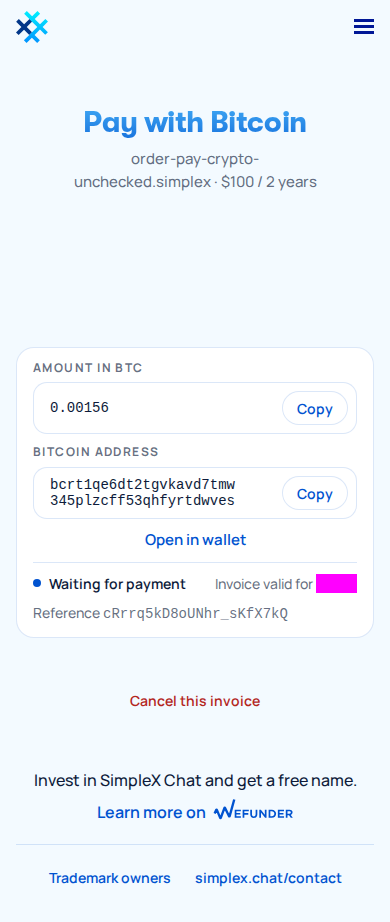 Pay with Bitcoin
order-pay-crypto-
unchecked.simplex · $100 / 2 years
AMOUNT IN BTC
0.00156
Copy
BITCOIN ADDRESS
bcrt1qe6dt2tgvkavd7tmw
345plzcff53qhfyrtdwves
Copy
Open in wallet
Waiting for payment
Invoice valid for
Reference cRrrq5kD8oUNhr_sKfX7kQ
Cancel this invoice
Invest in SimpleX Chat and get a free name.
Learn more on WEFUNDER
Trademark owners
simplex.chat/contact